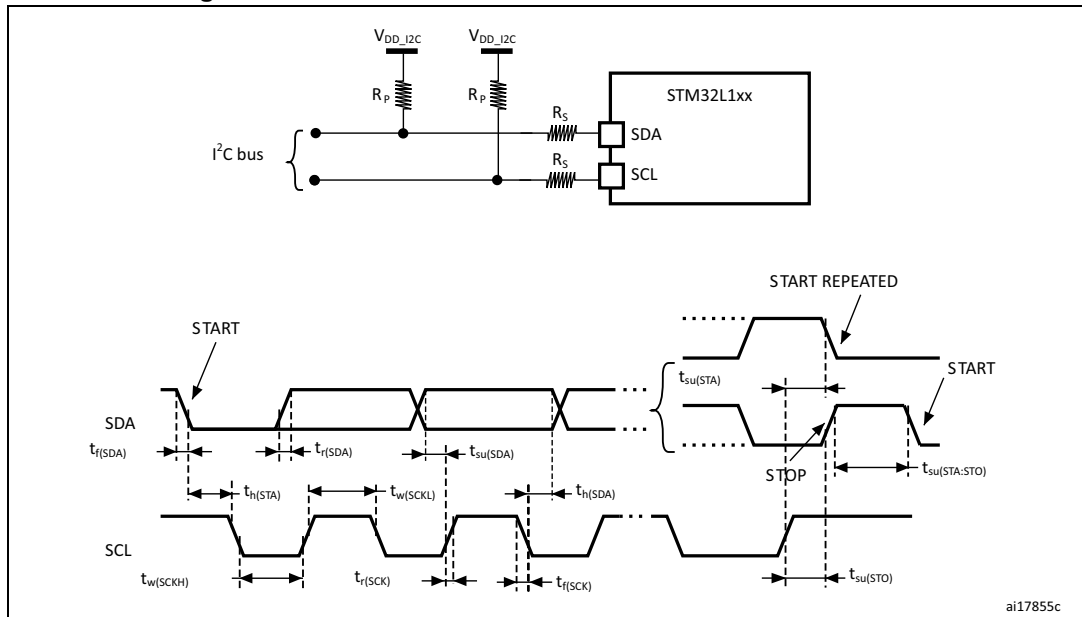 V_DD_I2C V_DD_I2C
R_P R_P
STM32L1xx
R_S
SDA
I²C bus
R_S
SCL
START REPEATED
START
t_su(STA)
START
SDA
t_f(SDA) t_r(SDA) t_su(SDA)
STOP t_su(STA:STO)
t_h(STA) t_w(SCKL) t_h(SDA)
SCL
t_w(SCKH) t_r(SCK) t_f(SCK) t_su(STO)
ai17855c